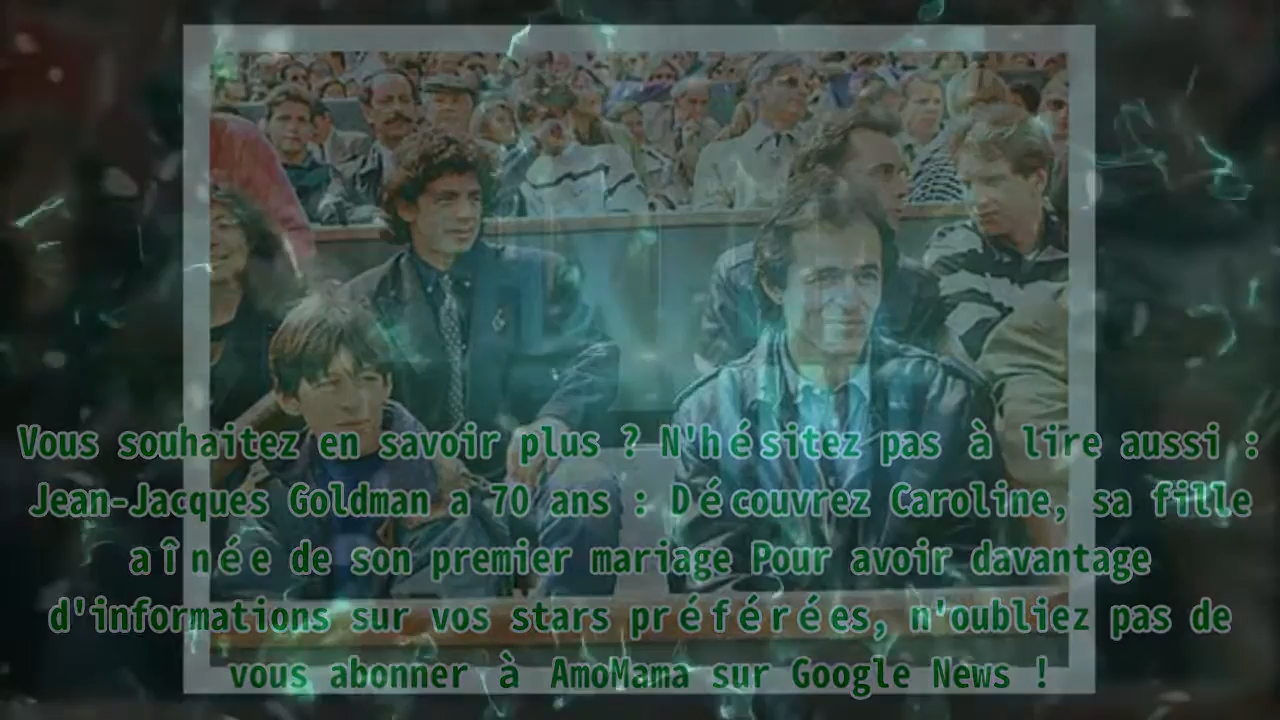 Vous souhaitez en savoir plus ? N'hésitez pas à lire aussi :
Jean-Jacques Goldman a 70 ans : Découvrez Caroline, sa fille
aînée de son premier mariage Pour avoir davantage
d'informations sur vos stars préférées, n'oubliez pas de
vous abonner à AmoMama sur Google News !